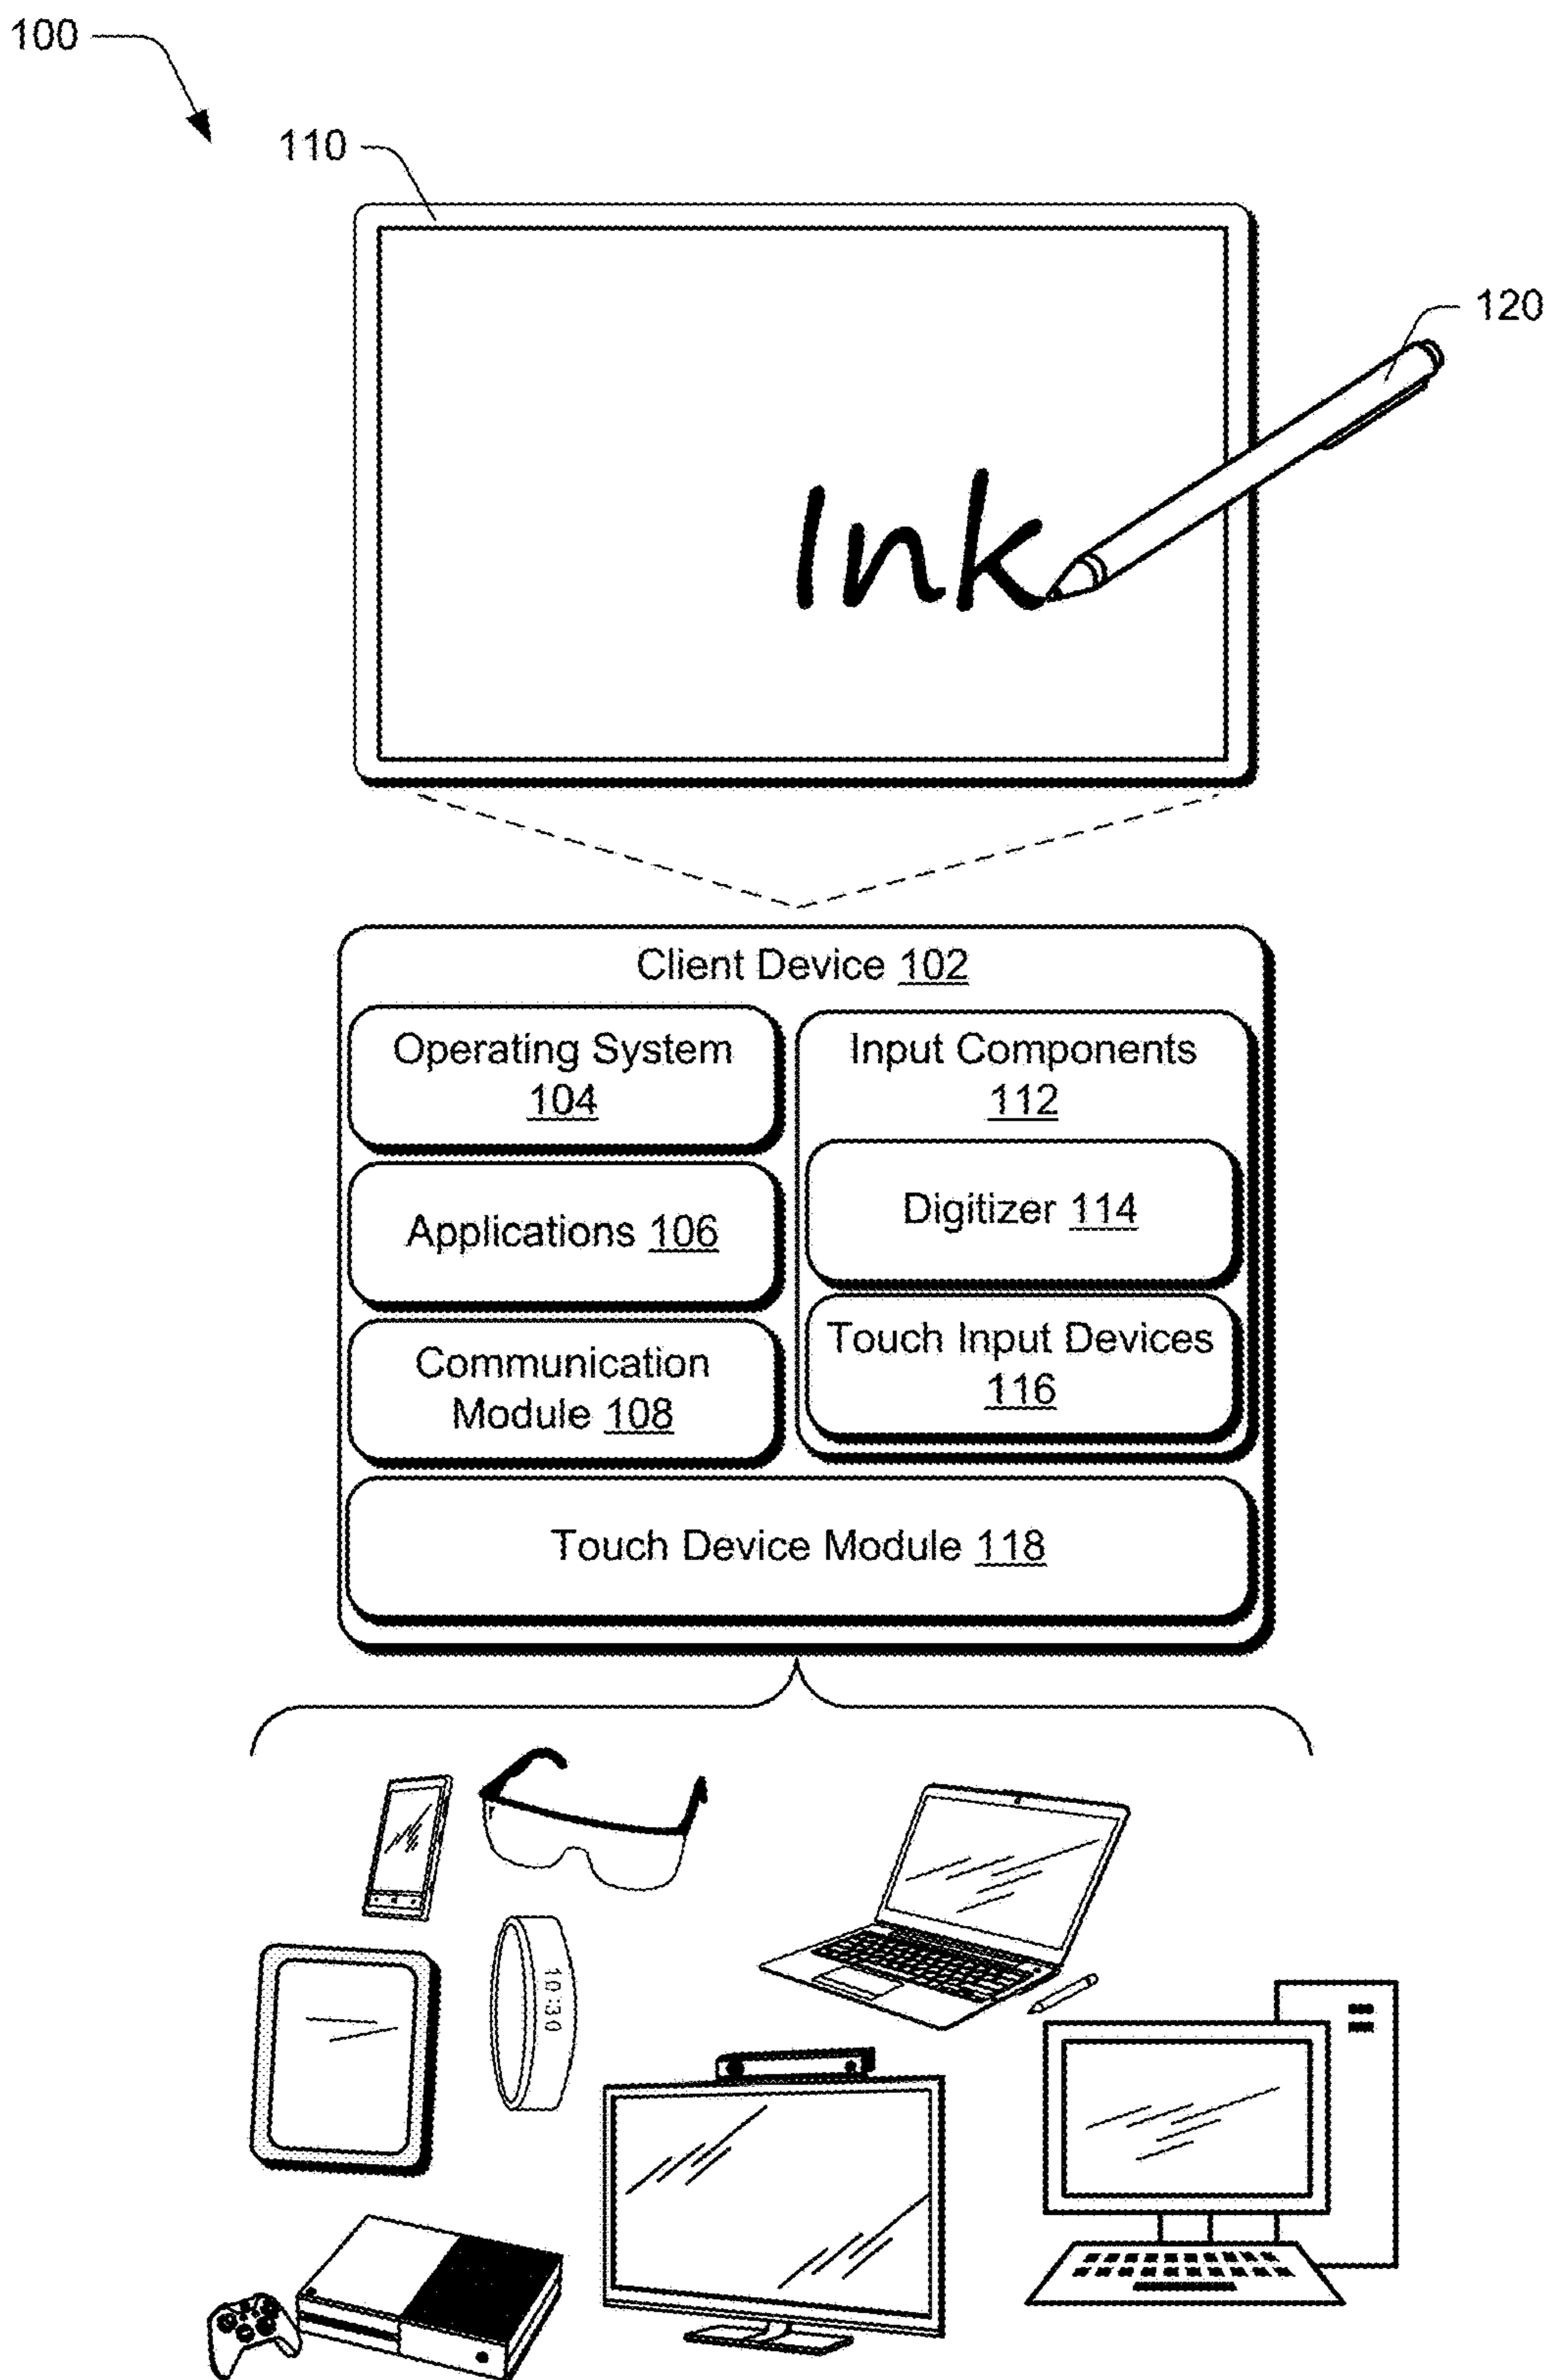 100
110
120
Ink
Client Device 102
Operating System
104
Applications 106
Communication
Module 108
Input Components
112
Digitizer 114
Touch Input Devices
116
Touch Device Module 118
10:30